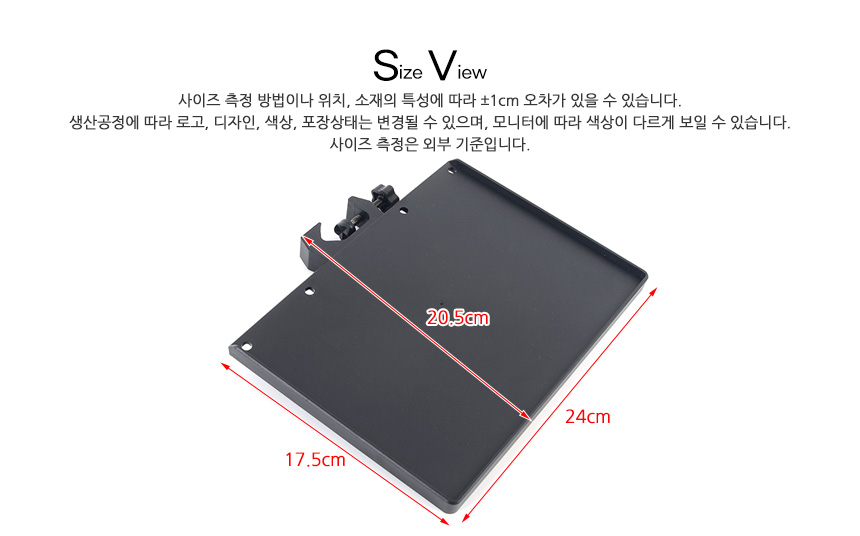 Size View
사이즈 측정 방법이나 위치, 소재의 특성에 따라 ±1cm 오차가 있을 수 있습니다.
생산공정에 따라 로고, 디자인, 색상, 포장상태는 변경될 수 있으며, 모니터에 따라 색상이 다르게 보일 수 있습니다.
사이즈 측정은 외부 기준입니다.
20.5cm
24cm
17.5cm